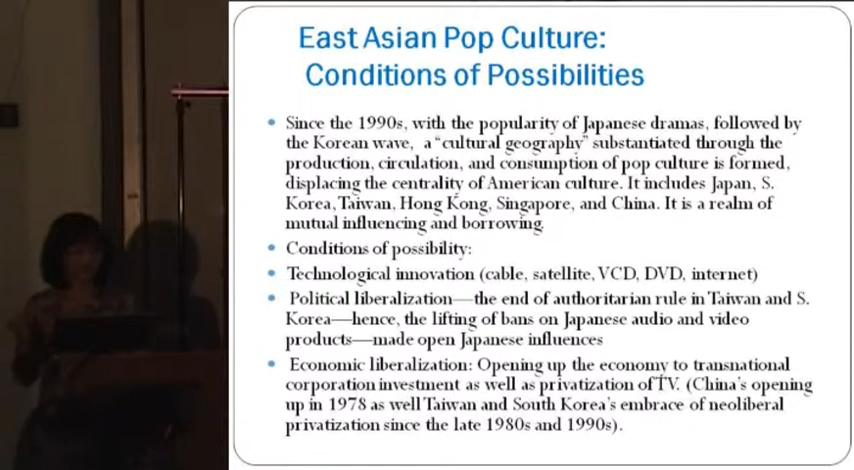 East Asian Pop Culture:
Conditions of Possibilities
• Since the 1990s, with the popularity of Japanese dramas, followed by
the Korean wave, a "cultural geography" substantiated through the
production, circulation, and consumption of pop culture is formed,
displacing the centrality of American culture. It includes Japan, S.
Korea, Taiwan, Hong Kong, Singapore, and China. It is a realm of
mutual influencing and borrowing.
• Conditions of possibility:
• Technological innovation (cable, satellite, VCD, DVD, internet)
• Political liberalization—the end of authoritarian rule in Taiwan and S.
Korea—hence, the lifting of bans on Japanese audio and video
products—made open Japanese influences
• Economic liberalization: Opening up the economy to transnational
corporation investment as well as privatization of TV. (China's opening
up in 1978 as well Taiwan and South Korea's embrace of neoliberal
privatization since the late 1980s and 1990s).